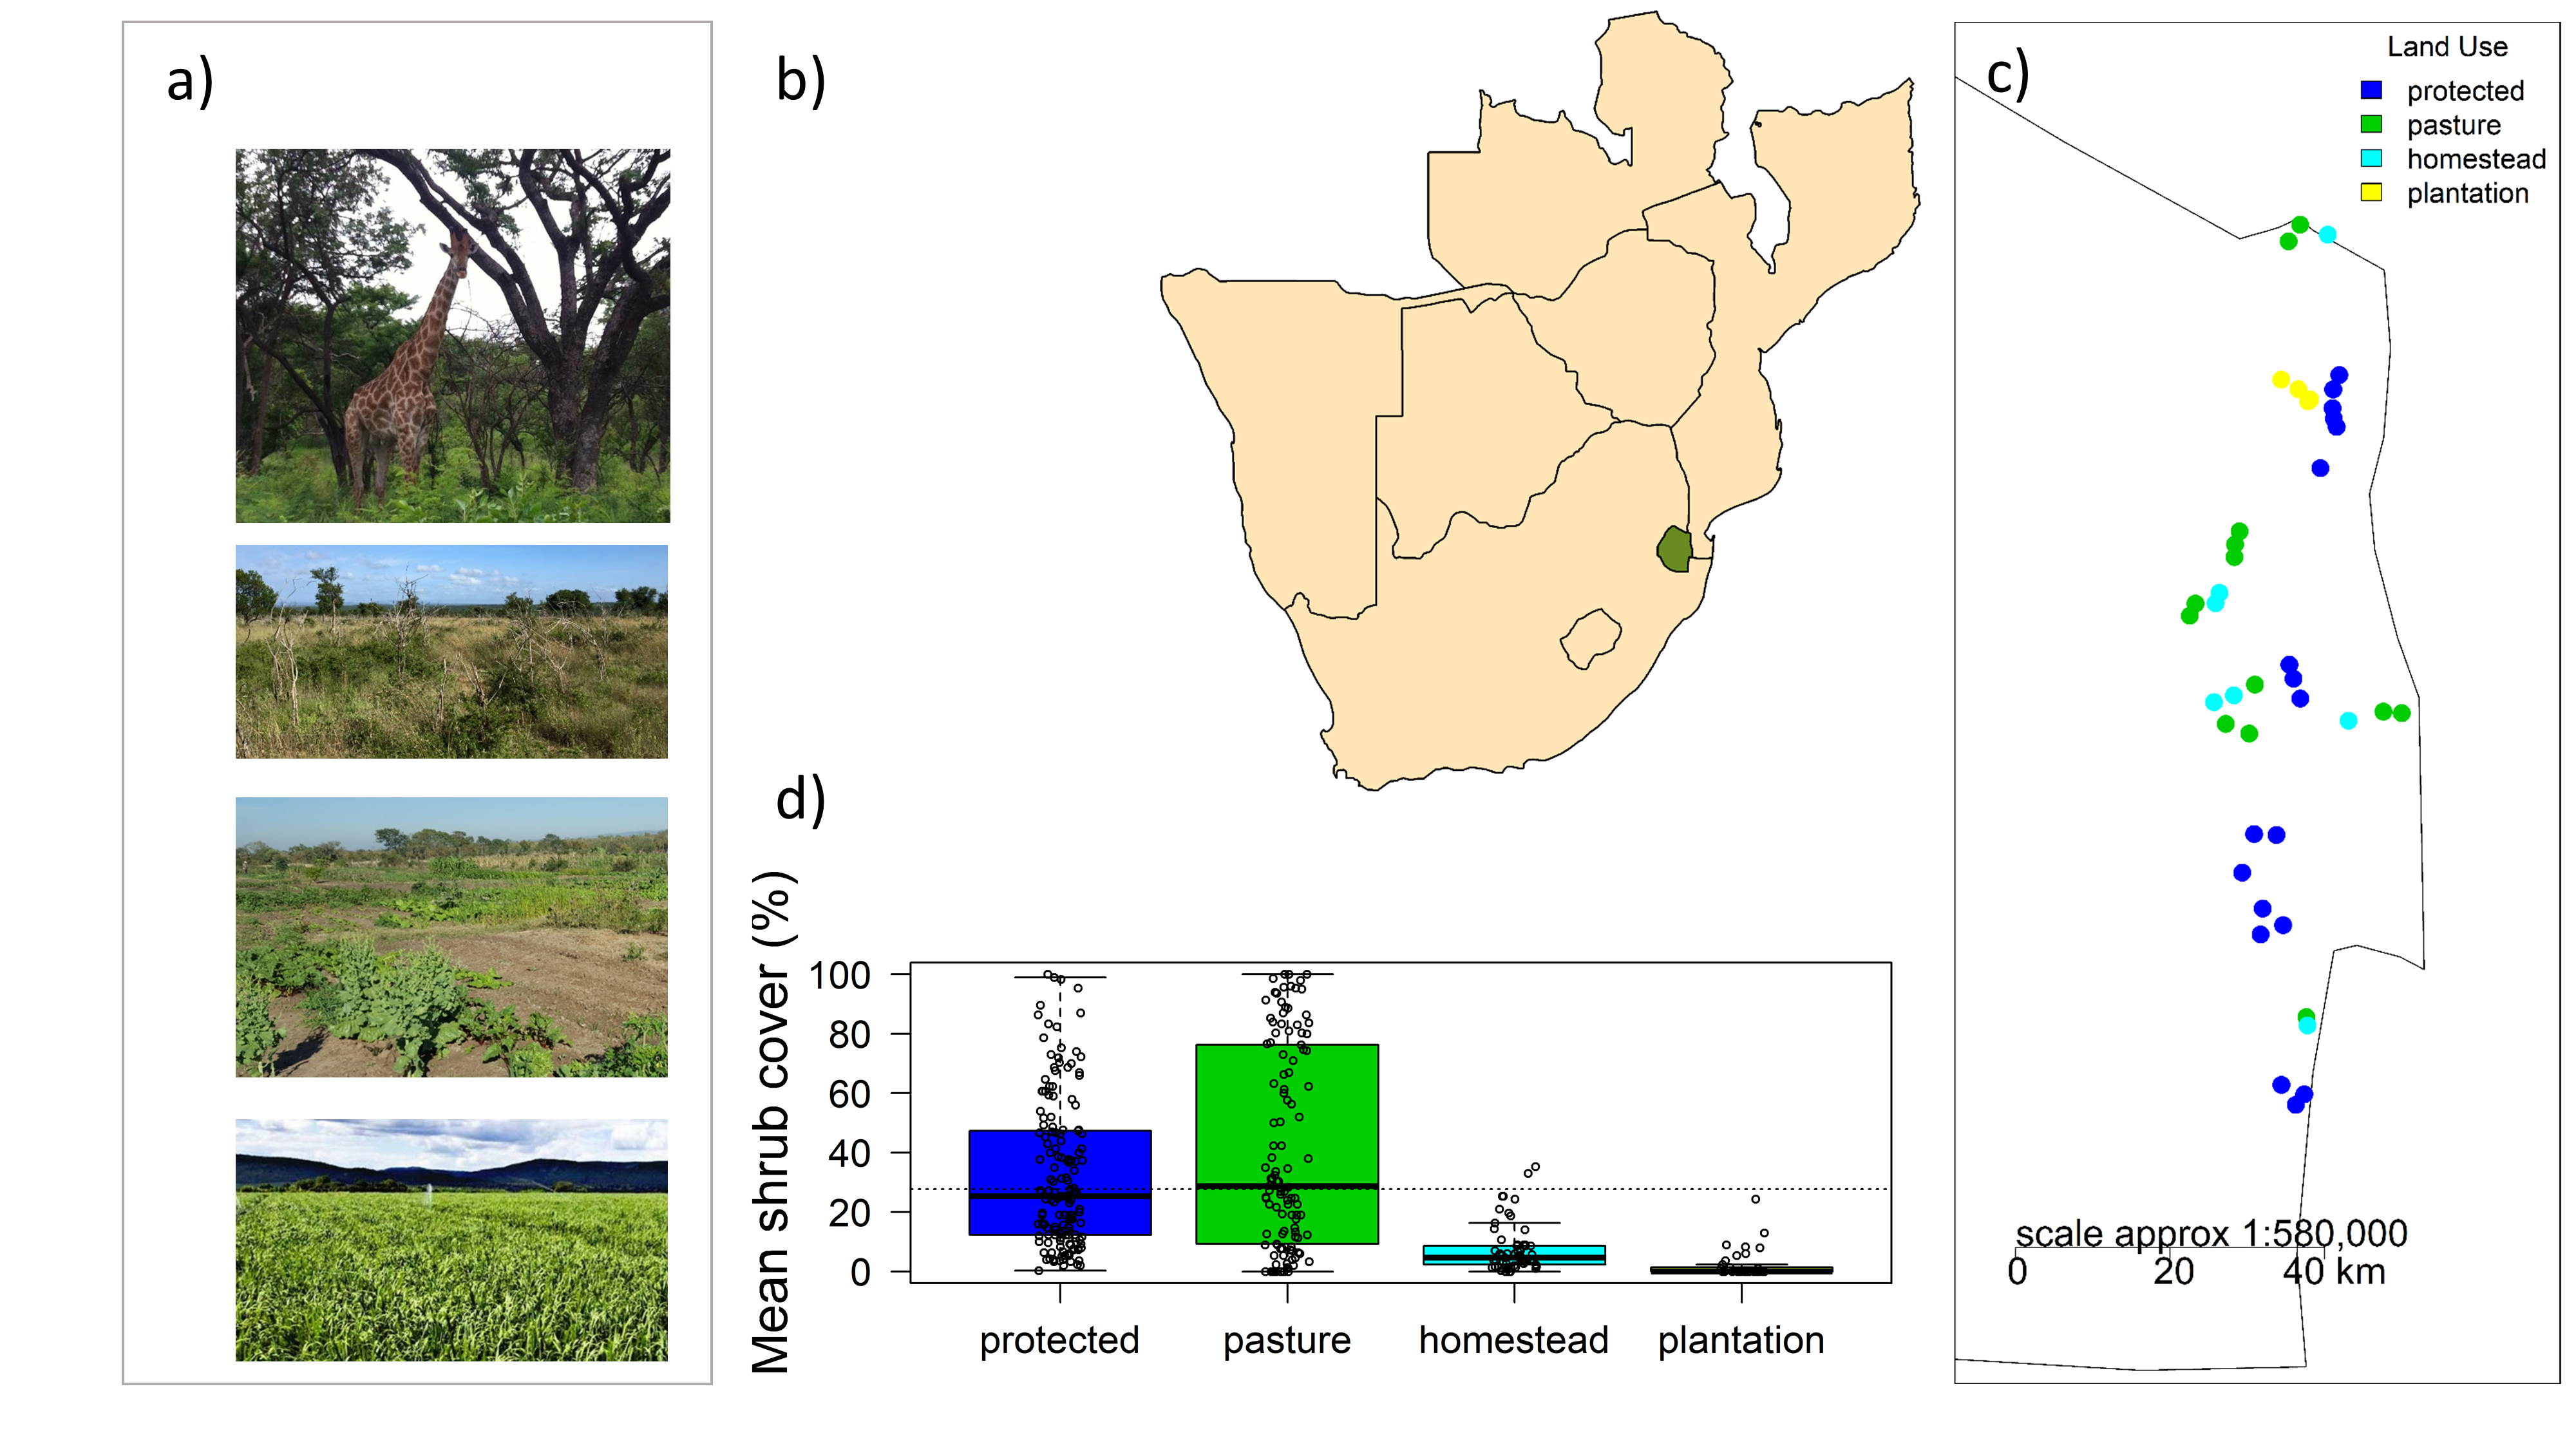 a)
b)
c)
Land Use
protected
pasture
homestead
plantation
scale approx 1:580,000
0 20 40 km
d)
Mean shrub cover (%)
100
80
60
40
20
0
protected pasture homestead plantation